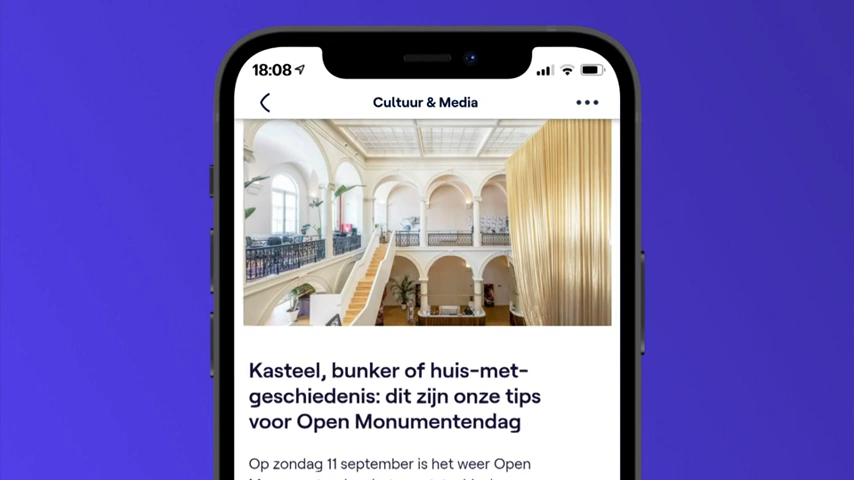 18:08
Cultuur & Media
Kasteel, bunker of huis-met-
geschiedenis: dit zijn onze tips
voor Open Monumentendag
Op zondag 11 september is het weer Open